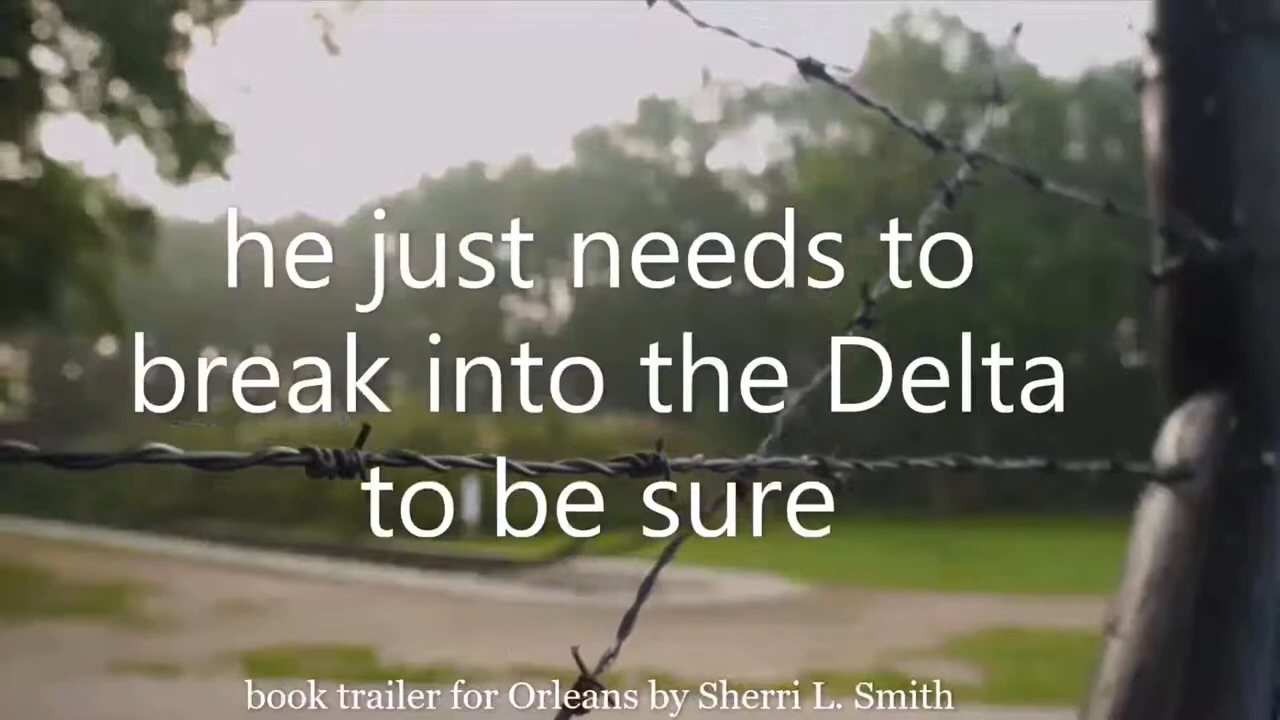 he just needs to
break into the Delta
to be sure
book trailer for Orleans by Sherri L. Smith